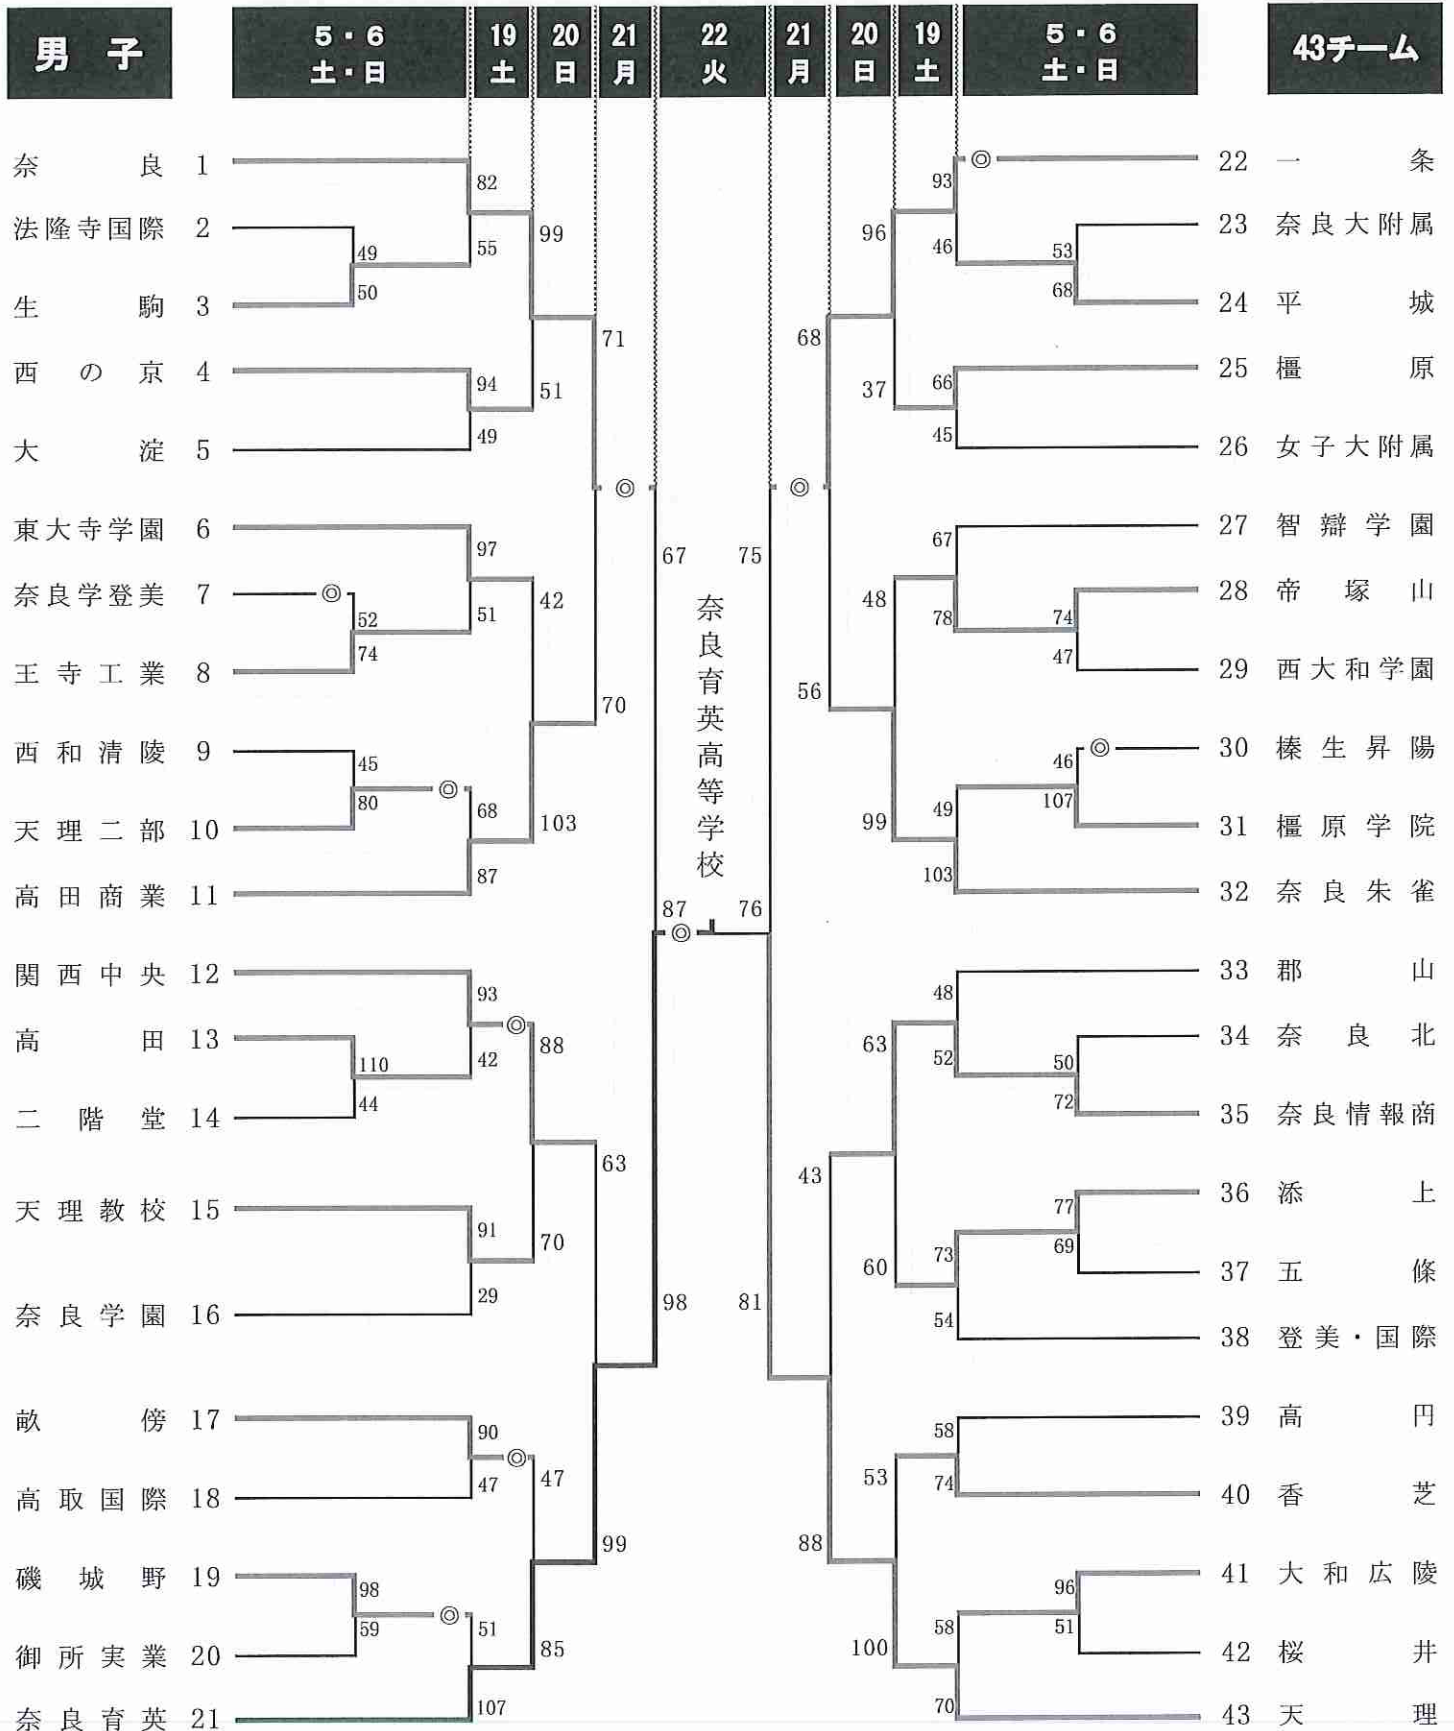 男 子
5・6
土・日
19
土
20
日
21
月
22
火
21
月
20
日
19
土
5・6
土・日
43チーム
奈良 1
法隆寺国際 2
生駒 3
西の京 4
大淀 5
東大寺学園 6
奈良学登美 7 ◎
王寺工業 8
西和清陵 9
天理二部 10
高田商業 11
関西中央 12
高田 13
二階堂 14
天理教校 15
奈良学園 16
畝傍 17
高取国際 18
磯城野 19
御所実業 20
奈良育英 21
49
50
52
74
45
80 ◎
110
44
98
59 ◎
82
55
94
49
97
51
68
87
93
42 ◎
91
29
90
47 ◎
51
107
99
51
42
103
88
70
47
85
71
70 ◎
63
99
67
98
87 ◎
奈良育英高等学校
75
81
76
68
56 ◎
43
88
96
37
48
99
63
60
53
100
93
46
66
45
67
78
49
103
48
52
73
54
58
74
58
70
53
68
74
47
46
107
50
72
77
69
96
51
◎ 22 一条
23 奈良大附属
24 平城
25 橿原
26 女子大附属
27 智辯学園
28 帝塚山
29 西大和学園
◎ 30 榛生昇陽
31 橿原学院
32 奈良朱雀
33 郡山
34 奈良北
35 奈良情報商
36 添上
37 五條
38 登美・国際
39 高円
40 香芝
41 大和広陵
42 桜井
43 天理